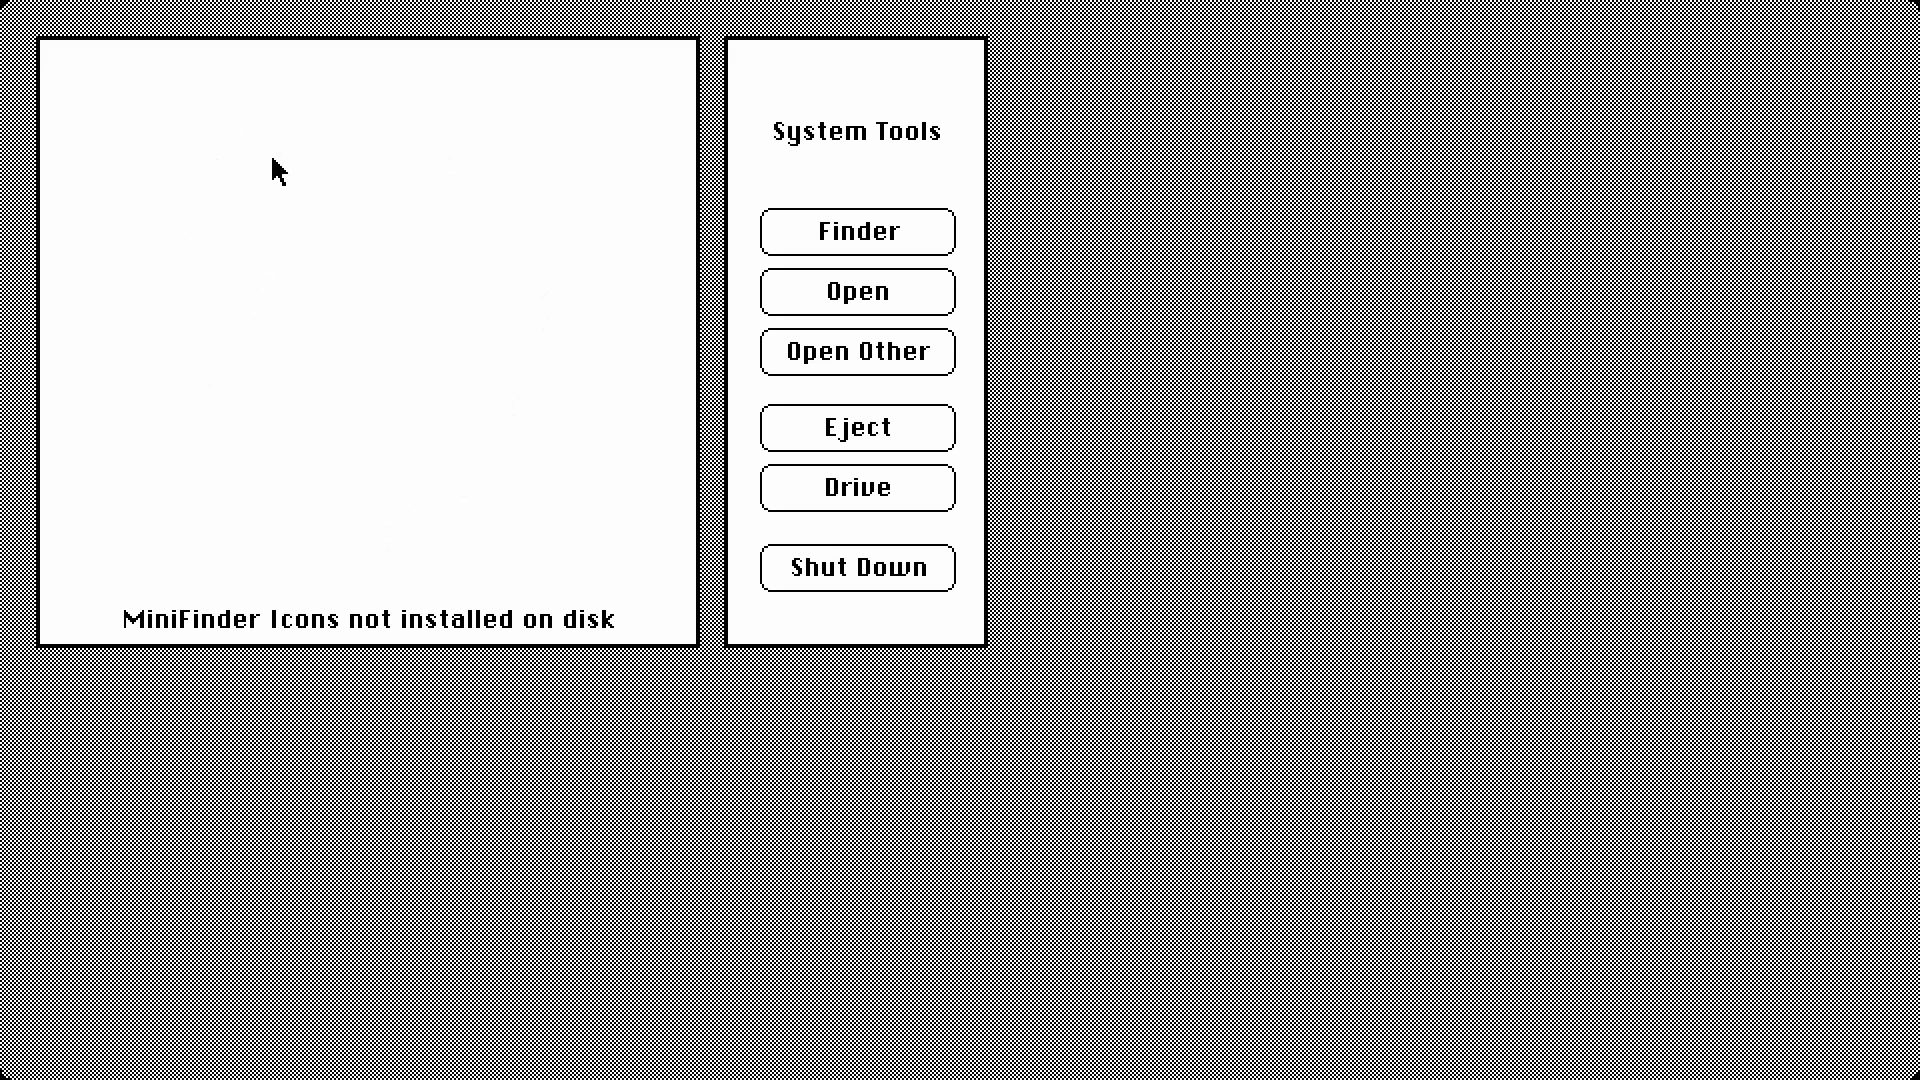 System Tools
Finder
Open
Open Other
Eject
Drive
Shut Down
MiniFinder Icons not installed on disk